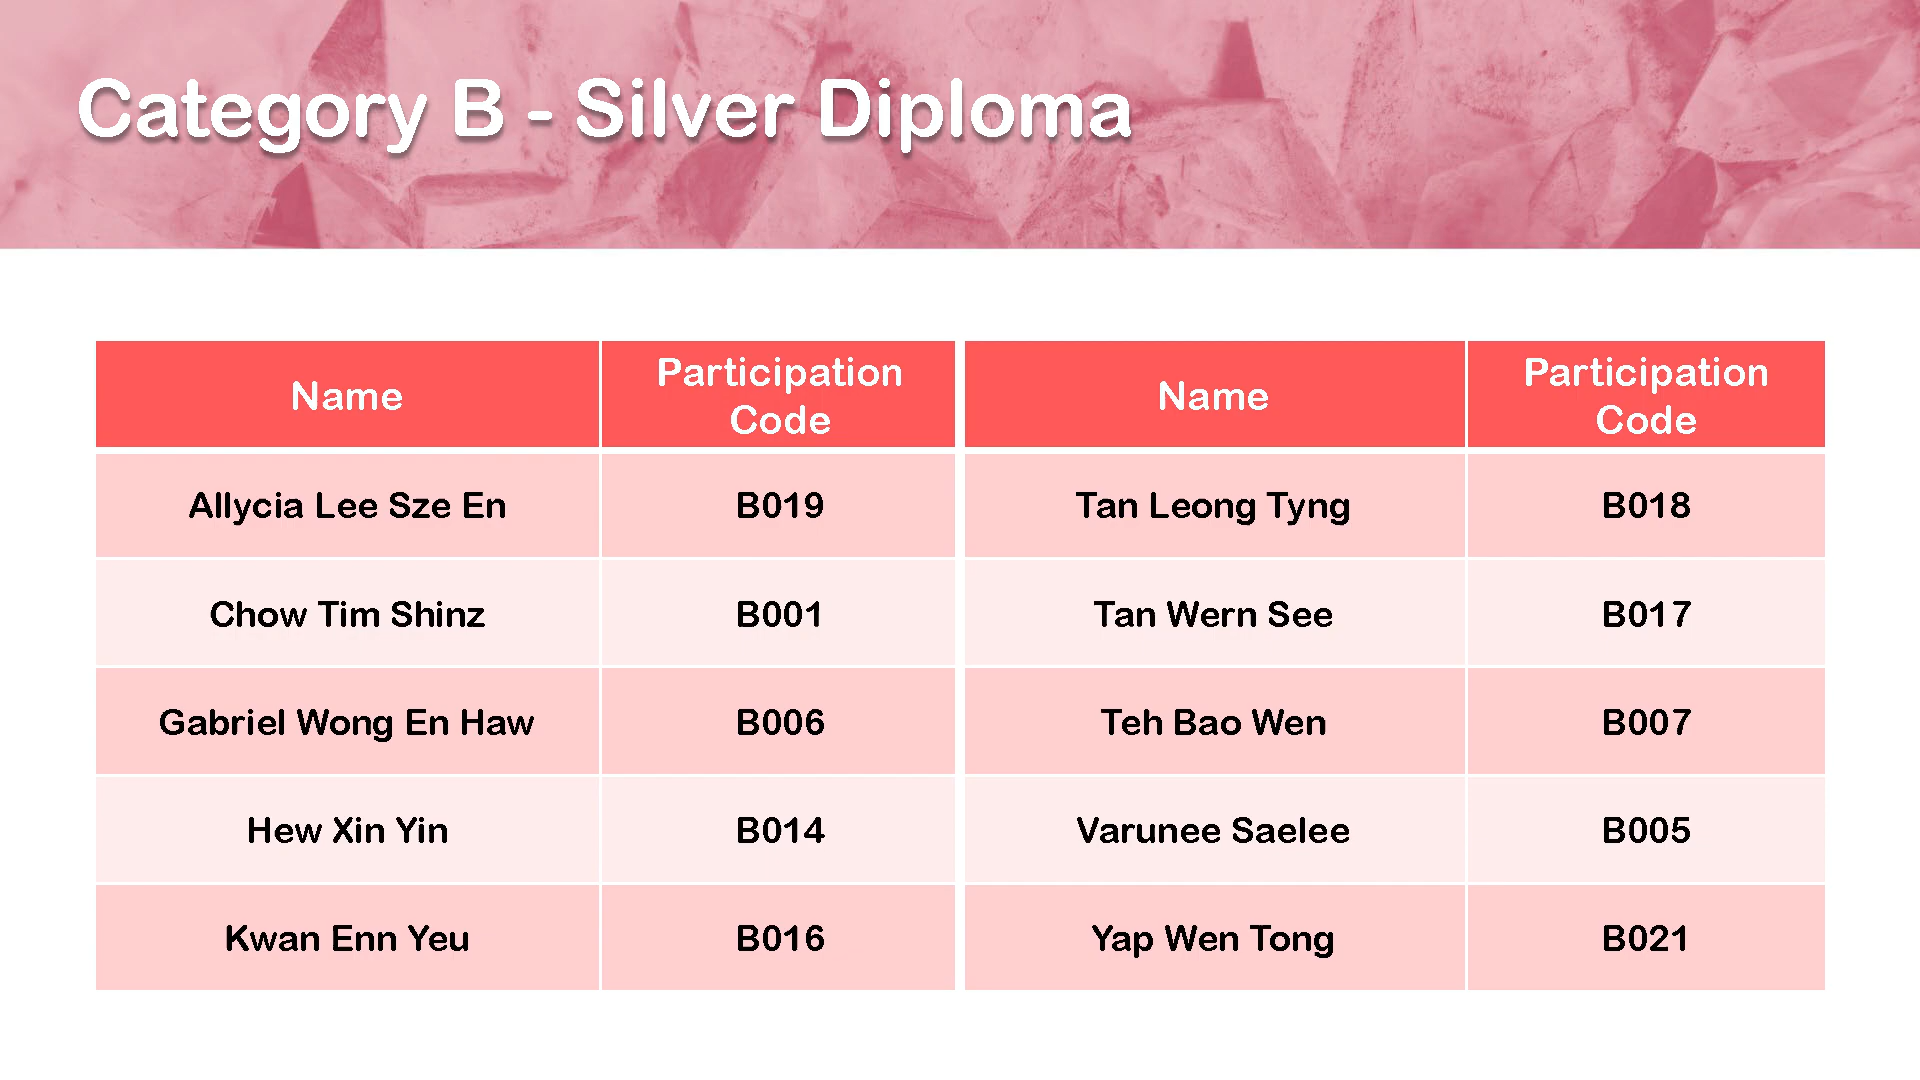 Category B - Silver Diploma
Name
Participation
Code
Name
Participation
Code
Allycia Lee Sze En
B019
Tan Leong Tyng
B018
Chow Tim Shinz
B001
Tan Wern See
B017
Gabriel Wong En Haw
B006
Teh Bao Wen
B007
Hew Xin Yin
B014
Varunee Saelee
B005
Kwan Enn Yeu
B016
Yap Wen Tong
B021